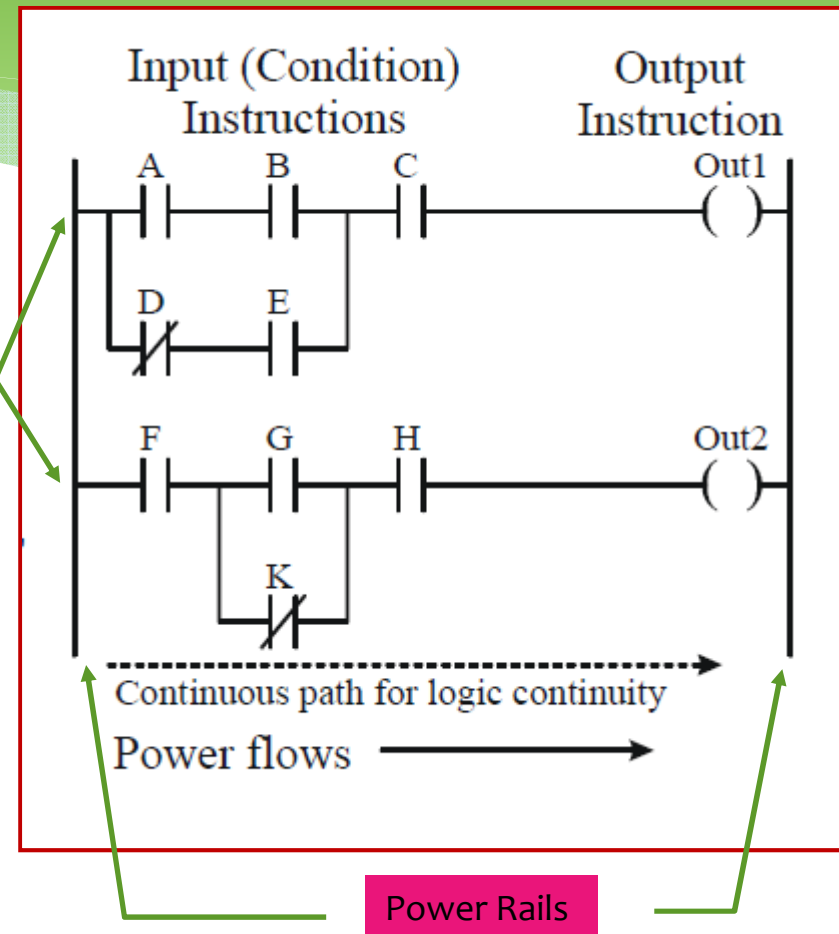 Input (Condition)
Instructions
Output
Instruction
A B C Out1
D E
F G H Out2
K
Continuous path for logic continuity
Power flows
Power Rails